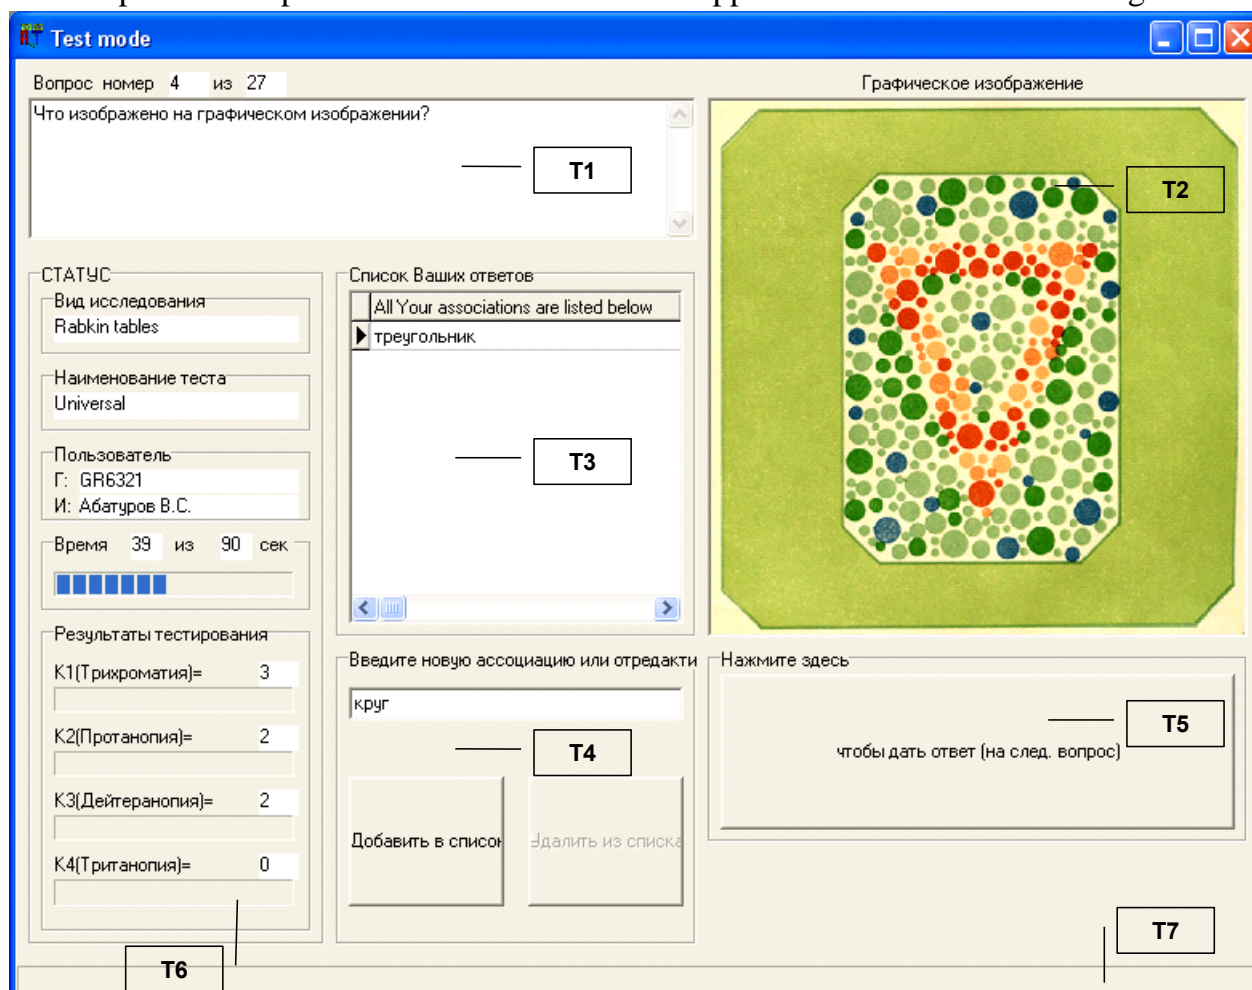 Test mode
Вопрос номер 4 из 27
Что изображено на графическом изображении?
T1
Графическое изображение
T2
СТАТУС
Вид исследования
Rabkin tables
Наименование теста
Universal
Пользователь
Г: GR6321
И: Абатуров В.С.
Время 39 из 90 сек
Результаты тестирования
К1(Трихроматия)= 3
К2(Протанопия)= 2
К3(Дейтеранопия)= 2
К4(Тританопия)= 0
T6
Список Ваших ответов
All Your associations are listed below
треугольник
T3
Введите новую ассоциацию или отредакти
круг
T4
Добавить в список
Удалить из списка
Нажмите здесь
чтобы дать ответ (на след. вопрос)
T5
T7